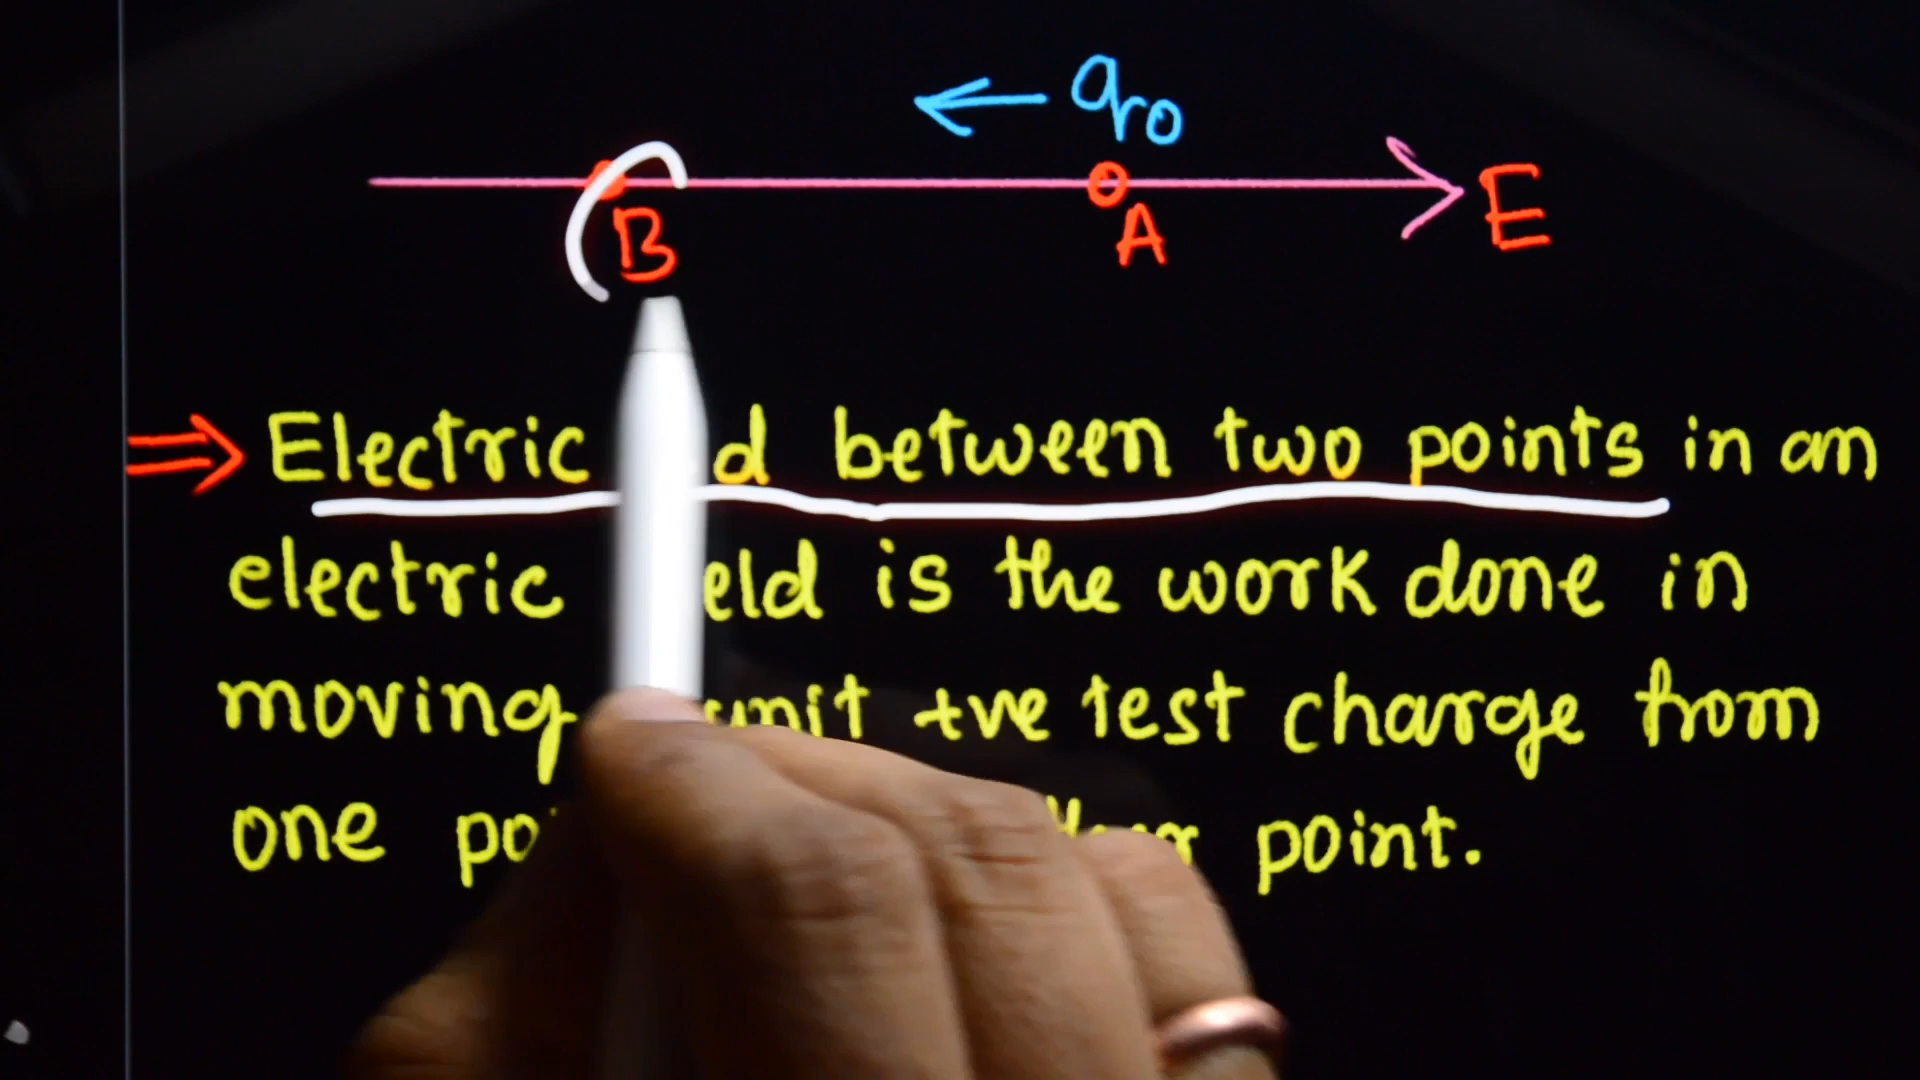 q0
B
A
E
⇒ Electric d between two points in an
electric eld is the work done in
moving unit +ve test charge from
one po point.